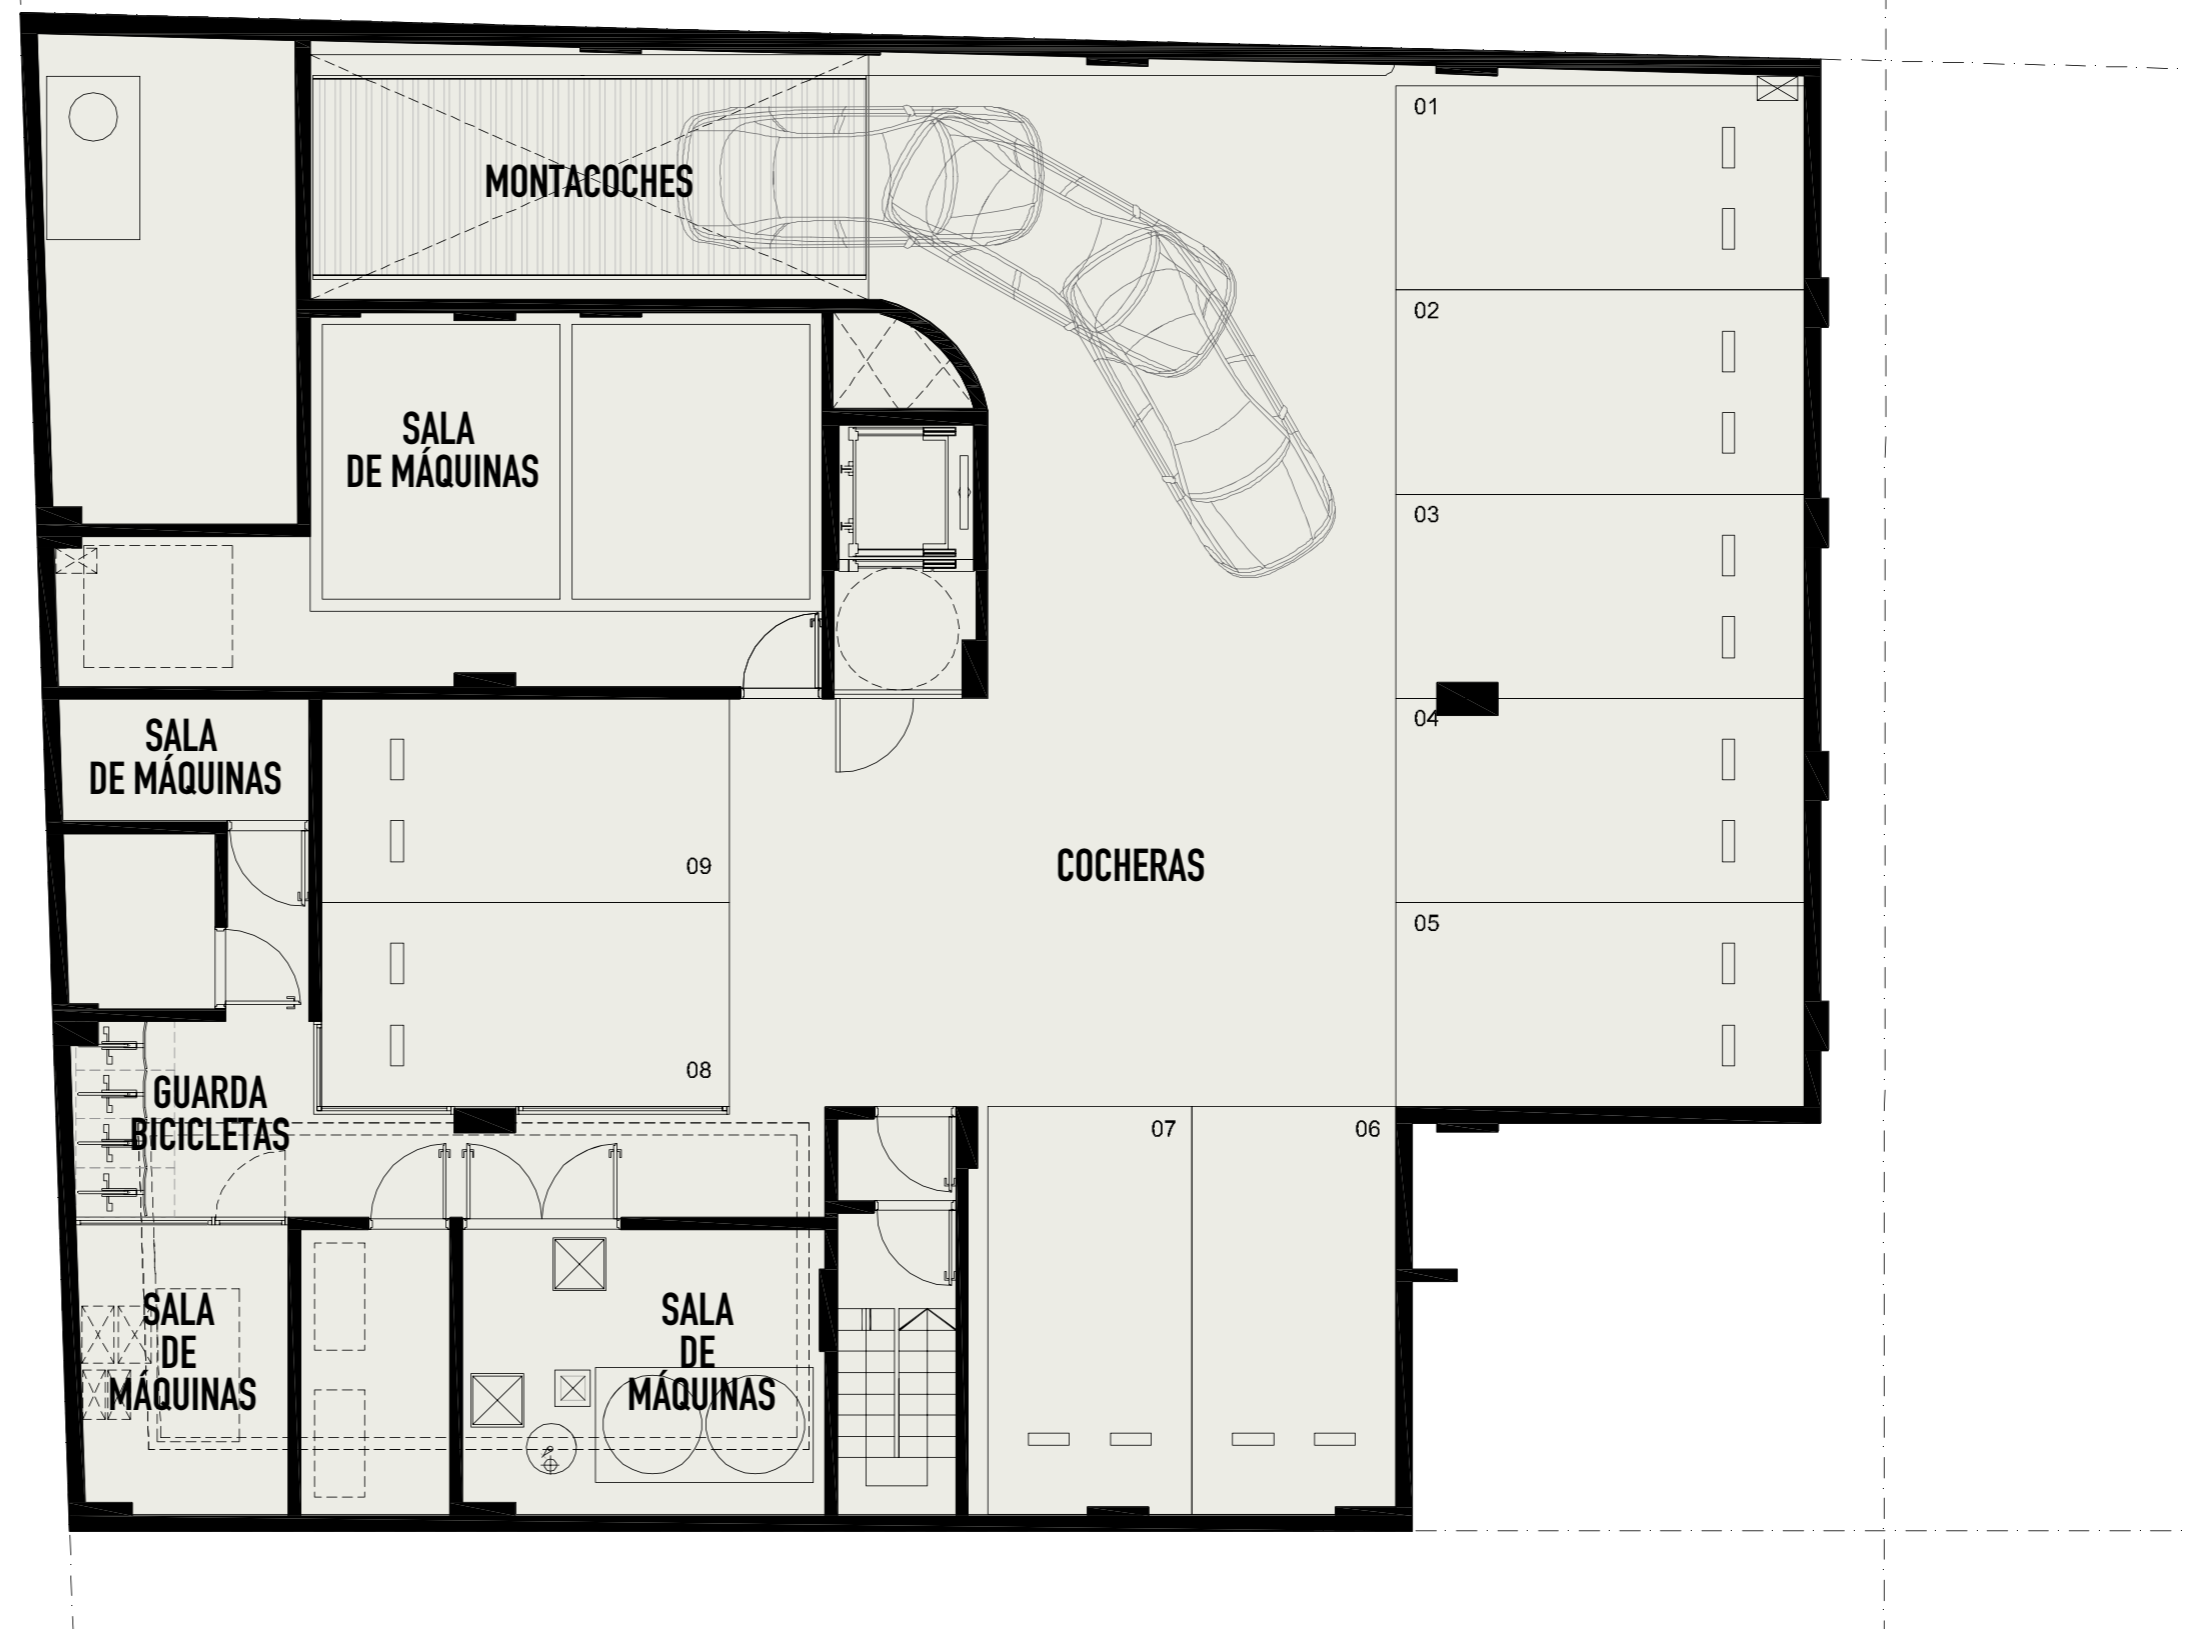 01
MONTACOCHES
02
SALA
DE MÁQUINAS
03
04
SALA
DE MÁQUINAS
09
COCHERAS
05
08
GUARDA
BICICLETAS
07
06
SALA
DE
MÁQUINAS
SALA
DE
MÁQUINAS